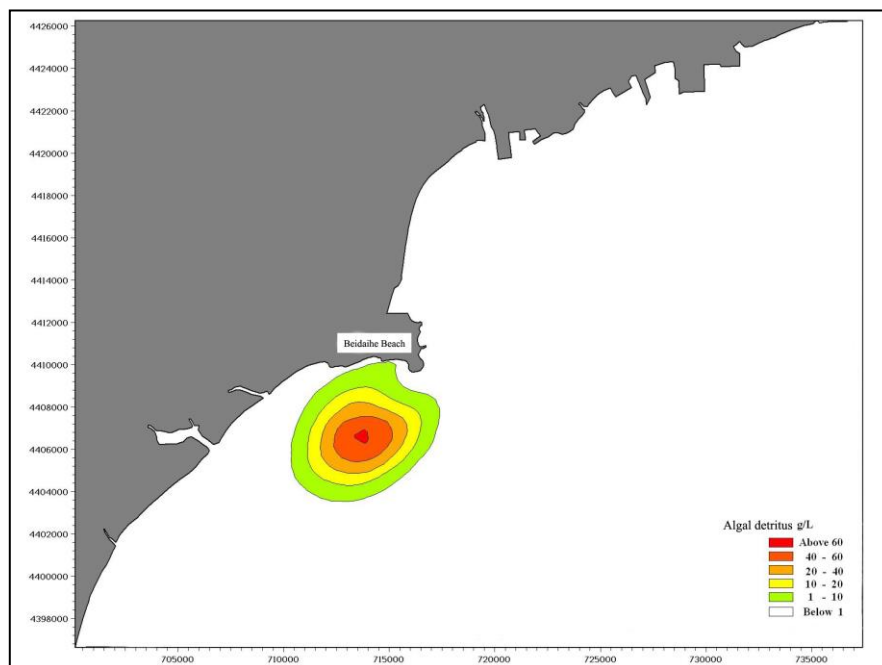 4426000
4424000
4422000
4420000
4418000
4416000
4414000
4412000
Beidaihe Beach
4410000
4408000
4406000
4404000
4402000
4400000
4398000
Algal detritus g/L
Above 60
40 - 60
20 - 40
10 - 20
1 - 10
Below 1
705000 710000 715000 720000 725000 730000 735000